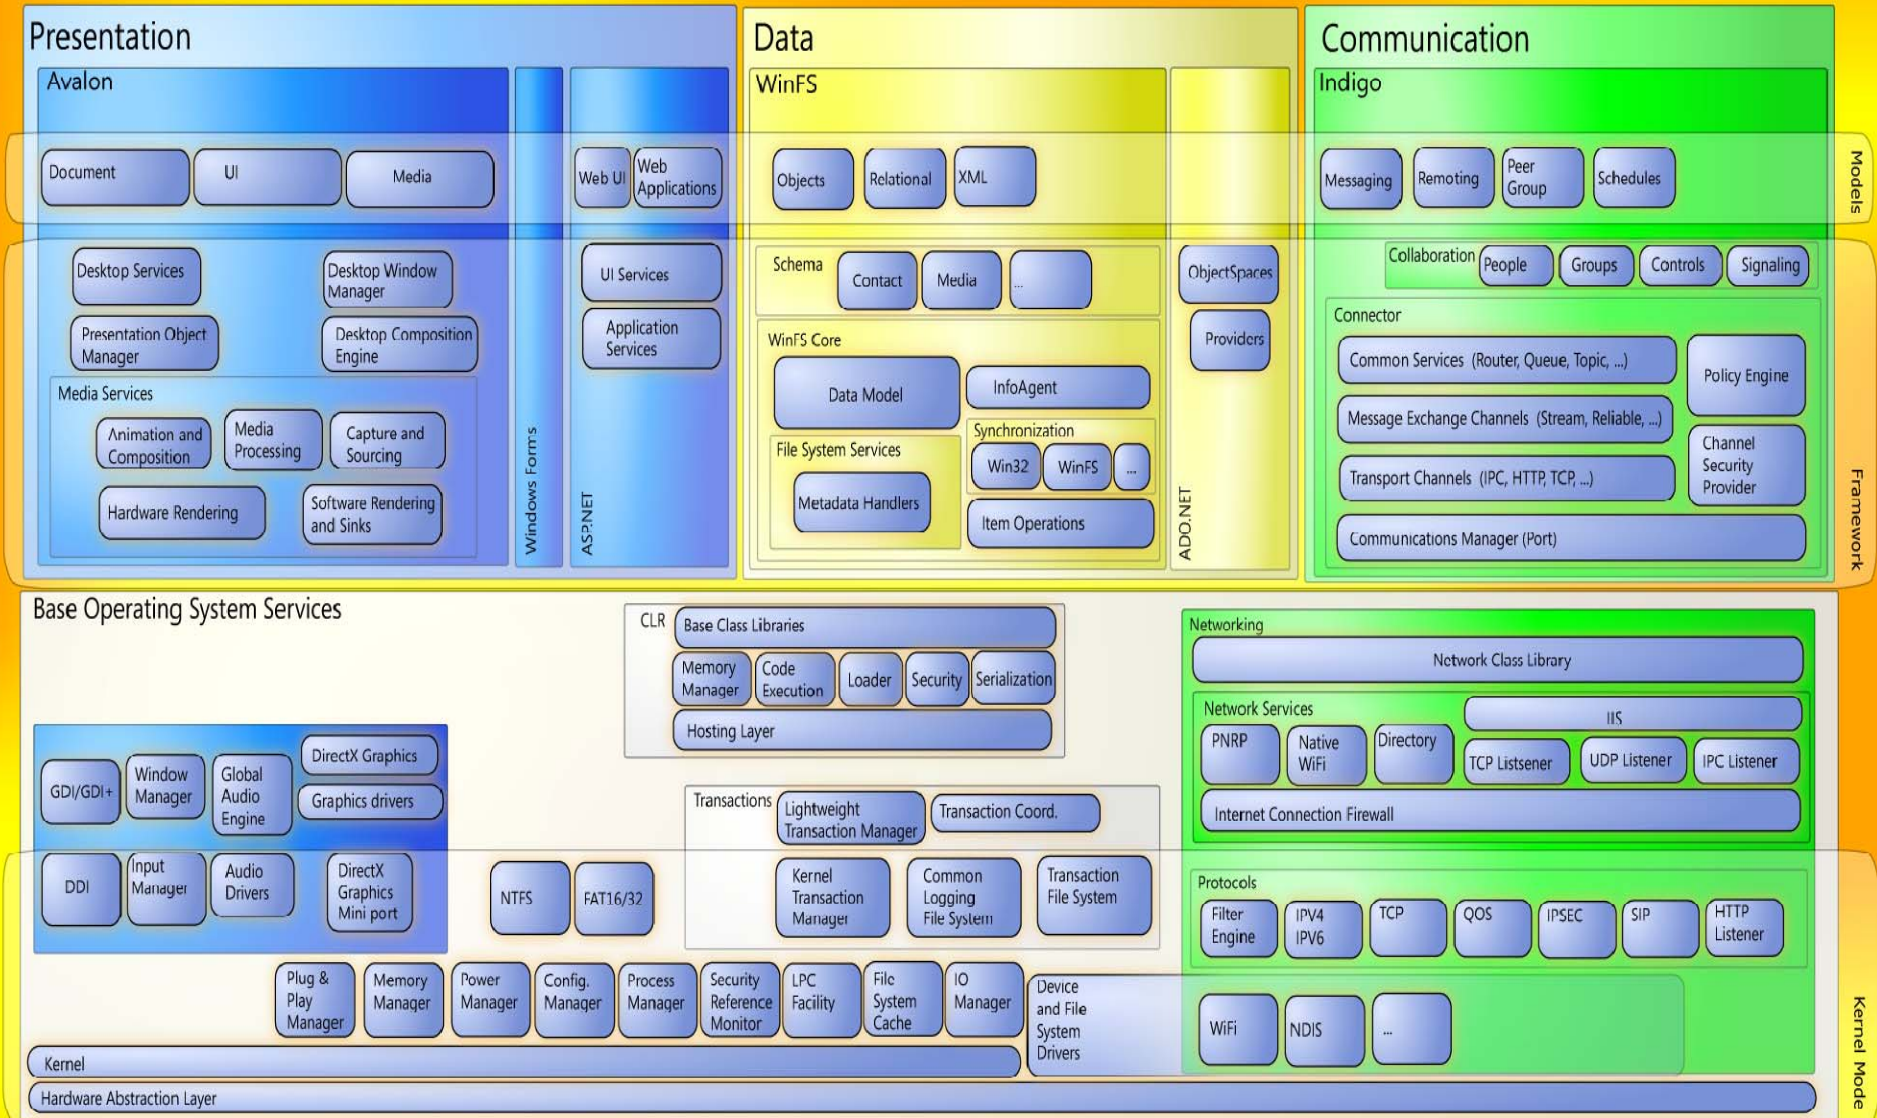 Presentation
Avalon
Document
UI
Media
Web UI
Web
Applications
Desktop Services
Desktop Window
Manager
Presentation Object
Manager
Desktop Composition
Engine
Media Services
Animation and
Composition
Media
Processing
Capture and
Sourcing
Hardware Rendering
Software Rendering
and Sinks
Windows Forms
UI Services
Application
Services
ASP.NET
Data
WinFS
Objects
Relational
XML
Schema
Contact
Media
...
WinFS Core
Data Model
InfoAgent
File System Services
Metadata Handlers
Synchronization
Win32
WinFS
...
Item Operations
ObjectSpaces
Providers
ADO.NET
Communication
Indigo
Messaging
Remoting
Peer
Group
Schedules
Collaboration
People
Groups
Controls
Signaling
Connector
Common Services (Router, Queue, Topic, ...)
Message Exchange Channels (Stream, Reliable, ...)
Transport Channels (IPC, HTTP, TCP, ...)
Communications Manager (Port)
Policy Engine
Channel
Security
Provider
Models
Framework
Base Operating System Services
CLR
Base Class Libraries
Memory
Manager
Code
Execution
Loader
Security
Serialization
Hosting Layer
GDI/GDI+
Window
Manager
Global
Audio
Engine
DirectX Graphics
Graphics drivers
DDI
Input
Manager
Audio
Drivers
DirectX
Graphics
Mini port
NTFS
FAT16/32
Transactions
Lightweight
Transaction Manager
Transaction Coord.
Kernel
Transaction
Manager
Common
Logging
File System
Transaction
File System
Networking
Network Class Library
Network Services
IIS
PNRP
Native
WiFi
Directory
TCP Listsener
UDP Listener
IPC Listener
Internet Connection Firewall
Protocols
Filter
Engine
IPV4
IPV6
TCP
QOS
IPSEC
SIP
HTTP
Listener
Plug &
Play
Manager
Memory
Manager
Power
Manager
Config.
Manager
Process
Manager
Security
Reference
Monitor
LPC
Facility
File
System
Cache
IO
Manager
Device
and File
System
Drivers
WiFi
NDIS
...
Kernel
Hardware Abstraction Layer
Kernel Mode